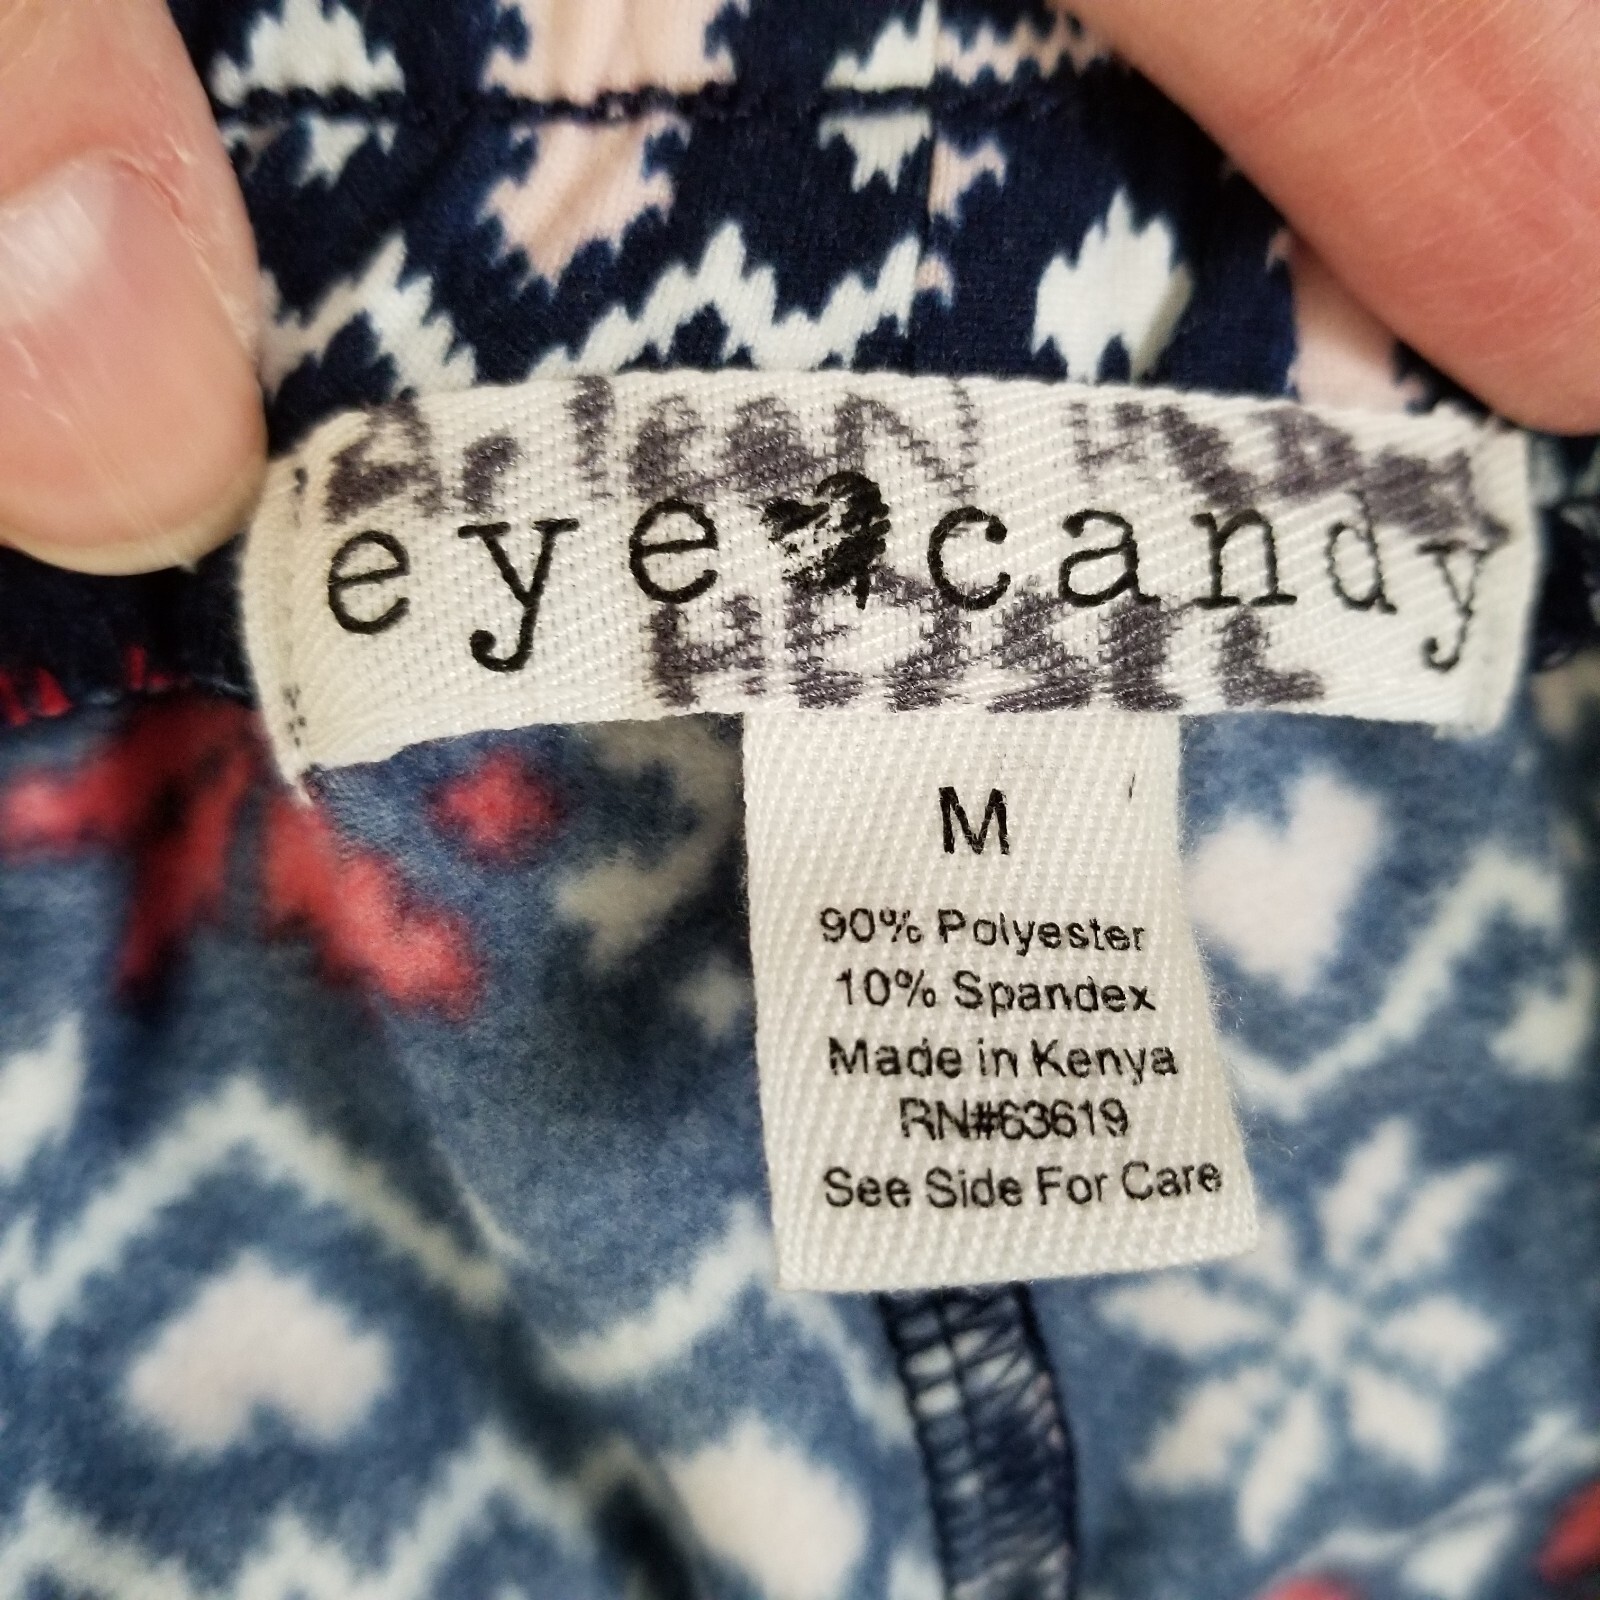 eye candy
M
90% Polyester
10% Spandex
Made in Kenya
RN#63619
See Side For Care